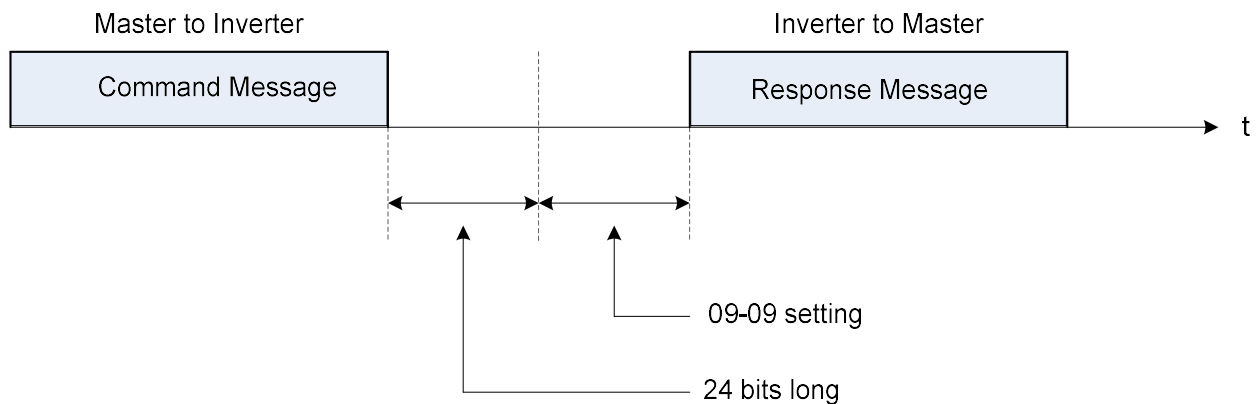 Master to Inverter
Inverter to Master
Command Message
Response Message
t
09-09 setting
24 bits long